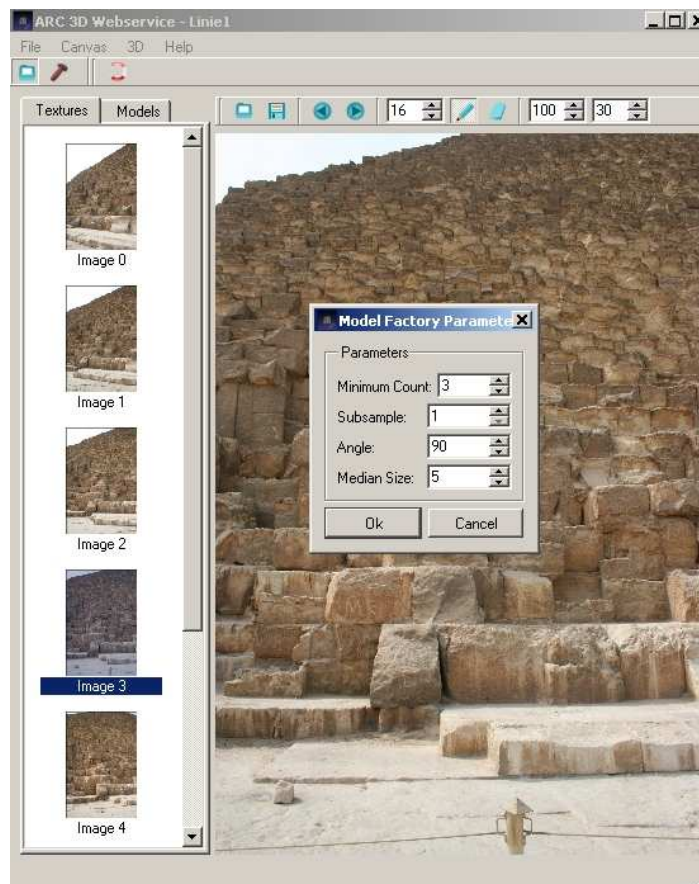 ARC 3D Webservice - Linie1
File Canvas 3D Help
Textures Models
16 100 30
Image 0
Image 1
Image 2
Image 3
Image 4
Model Factory Paramete
Parameters
Minimum Count: 3
Subsample: 1
Angle: 90
Median Size: 5
Ok Cancel